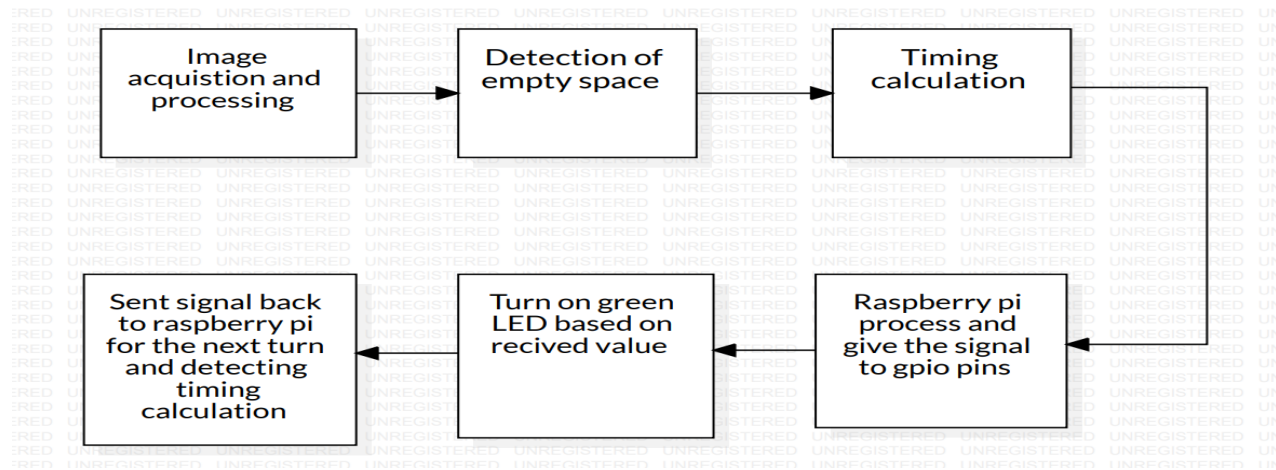 Image
acquistion and
processing
Detection of
empty space
Timing
calculation
Raspberry pi
process and
give the signal
to gpio pins
Turn on green
LED based on
recived value
Sent signal back
to raspberry pi
for the next turn
and detecting
timing
calculation
UNREGISTERED